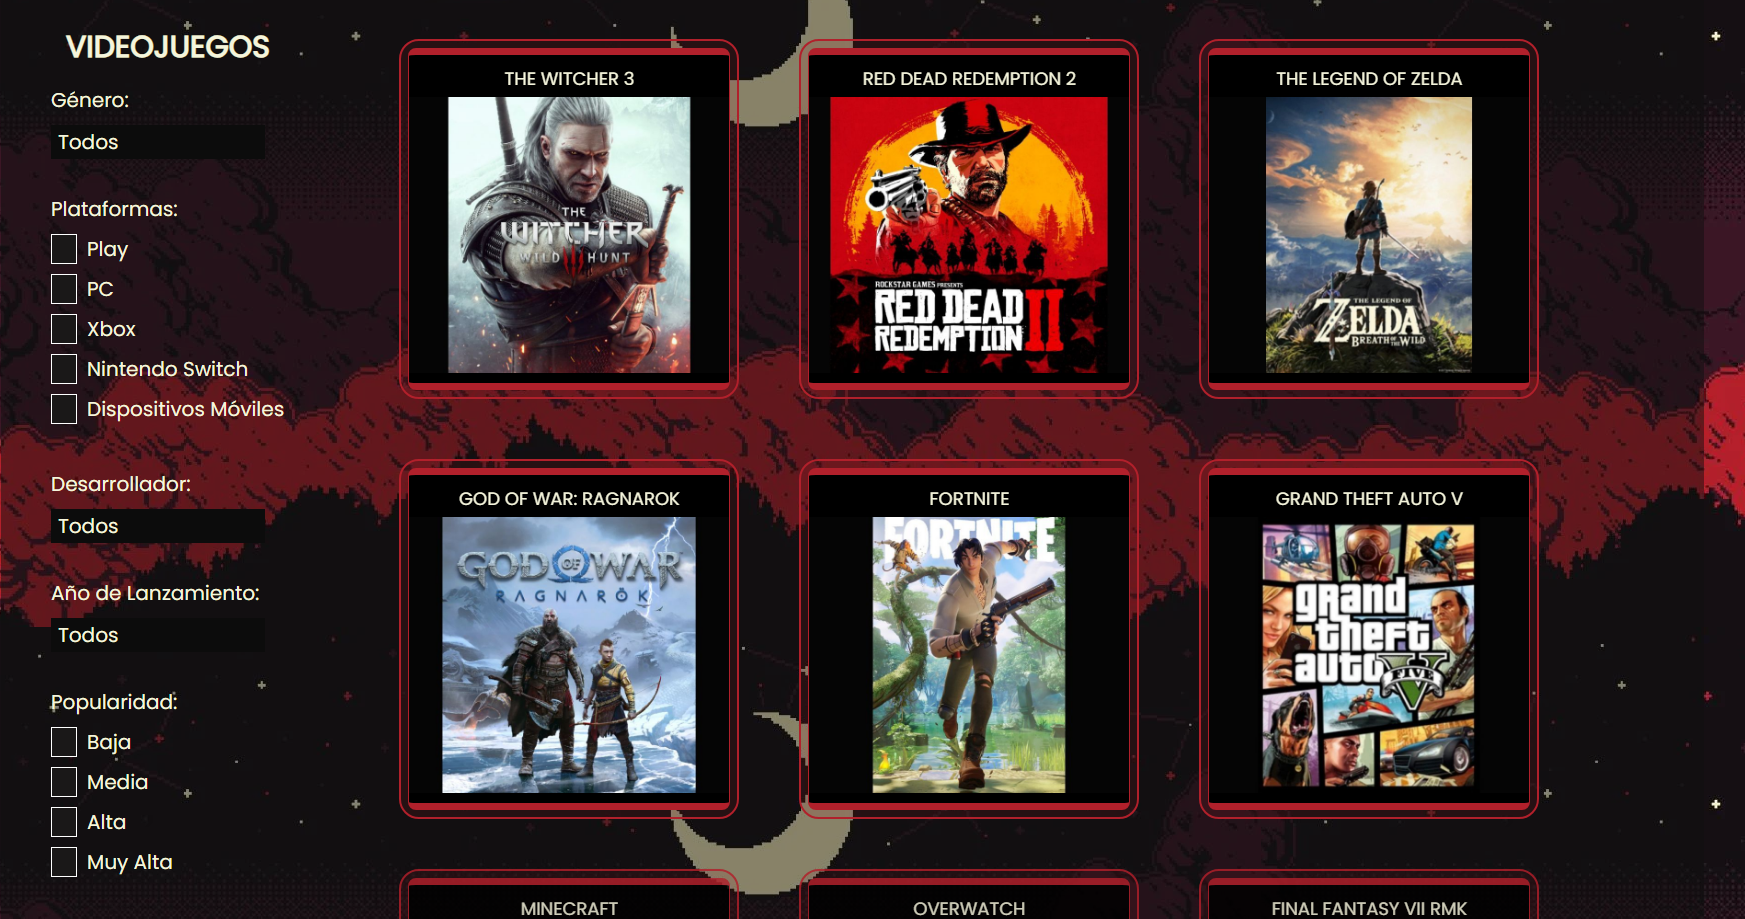 VIDEOJUEGOS
Género:
Todos
Plataformas:
Play
PC
Xbox
Nintendo Switch
Dispositivos Móviles
Desarrollador:
Todos
Año de Lanzamiento:
Todos
Popularidad:
Baja
Media
Alta
Muy Alta
THE WITCHER 3
THE
WITCHER
WILD HUNT
RED DEAD REDEMPTION 2
ROCKSTAR GAMES PRESENTS
RED DEAD
REDEMPTION II
THE LEGEND OF ZELDA
THE LEGEND OF
ZELDA
BREATH OF THE WILD
GOD OF WAR: RAGNAROK
GOD OF WAR
RAGNARÖK
FORTNITE
FORTNITE
GRAND THEFT AUTO V
grand
theft
auto V
FIVE
MINECRAFT
OVERWATCH
FINAL FANTASY VII RMK